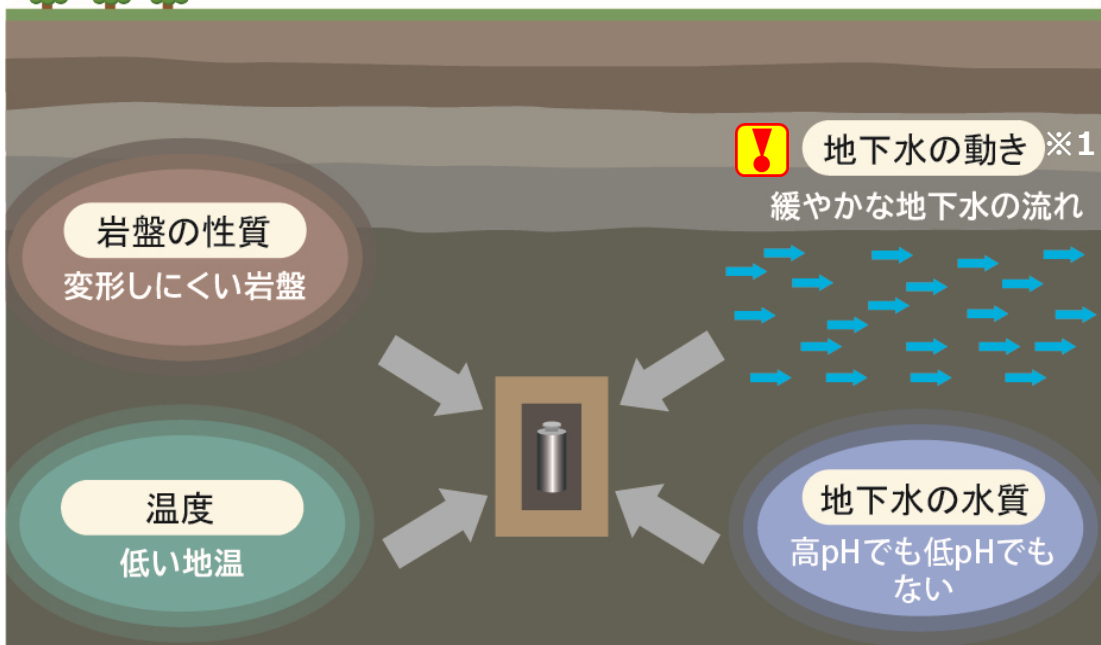 地下水の動き※1
緩やかな地下水の流れ
岩盤の性質
変形しにくい岩盤
温度
低い地温
地下水の水質
高pHでも低pHでも
ない